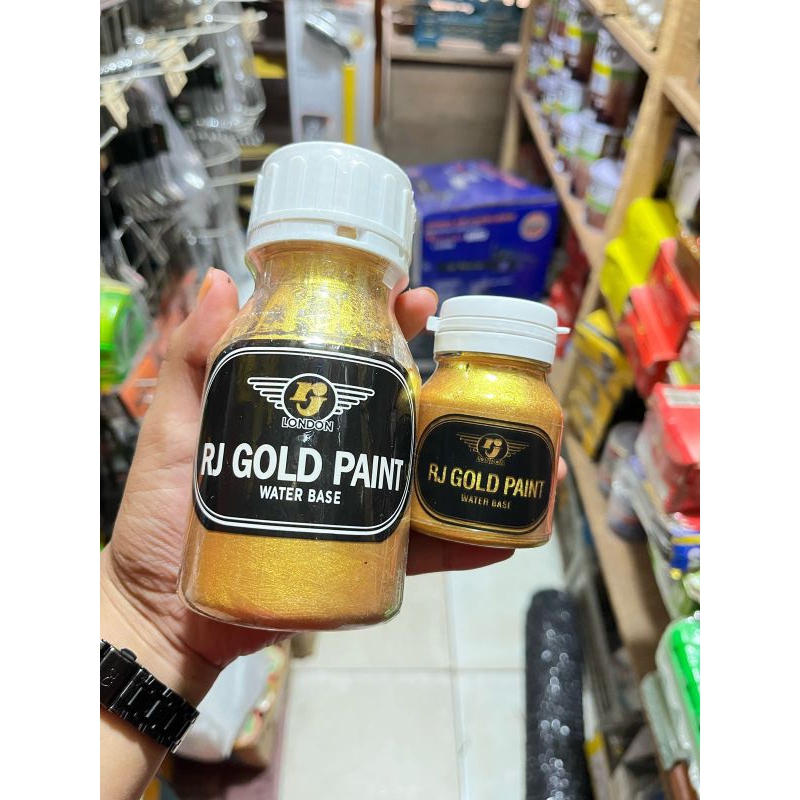 rj
LONDON
RJ GOLD PAINT
WATER BASE
rj
RJ GOLD PAINT
WATER BASE